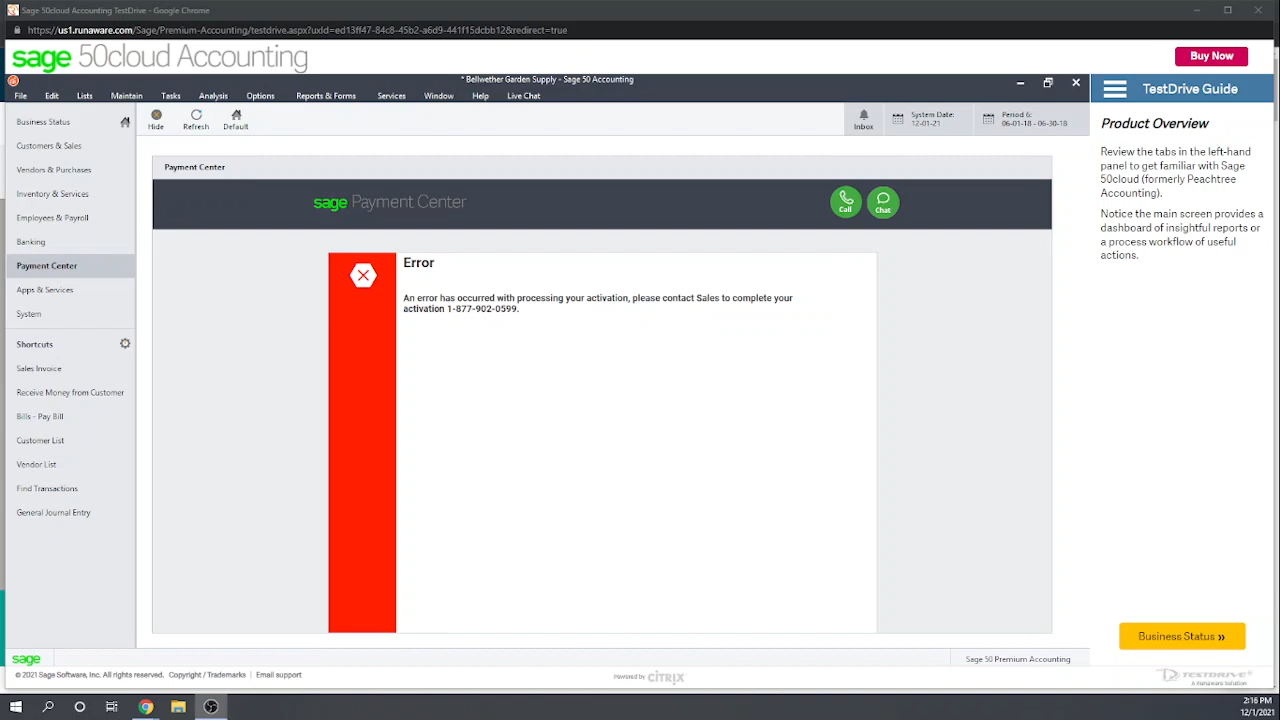 Sage 50cloud Accounting TestDrive - Google Chrome
https://us1.runaware.com/Sage/Premium-Accounting/testdrive.aspx?uxId=ed13ff47-84c8-45b2-a6d9-441f15dcbb12&redirect=true
sage 50cloud Accounting
Buy Now
* Bellwether Garden Supply - Sage 50 Accounting
File Edit Lists Maintain Tasks Analysis Options Reports & Forms Services Window Help Live Chat
TestDrive Guide
Business Status
Customers & Sales
Vendors & Purchases
Inventory & Services
Employees & Payroll
Banking
Payment Center
Apps & Services
System
Shortcuts
Sales Invoice
Receive Money from Customer
Bills - Pay Bill
Customer List
Vendor List
Find Transactions
General Journal Entry
Hide Refresh Default
Inbox
System Date:
12-01-21
Period 6:
06-01-18 - 06-30-18
Payment Center
sage Payment Center
Call Chat
Error
An error has occurred with processing your activation, please contact Sales to complete your
activation 1-877-902-0599.
Product Overview
Review the tabs in the left-hand
panel to get familiar with Sage
50cloud (formerly Peachtree
Accounting).
Notice the main screen provides a
dashboard of insightful reports or
a process workflow of useful
actions.
Business Status »
sage
Sage 50 Premium Accounting
© 2021 Sage Software, Inc. All rights reserved. Copyright / Trademarks | Email support
Powered by CITRIX
TESTDRIVE®
A Runaware Solution
2:16 PM
12/1/2021